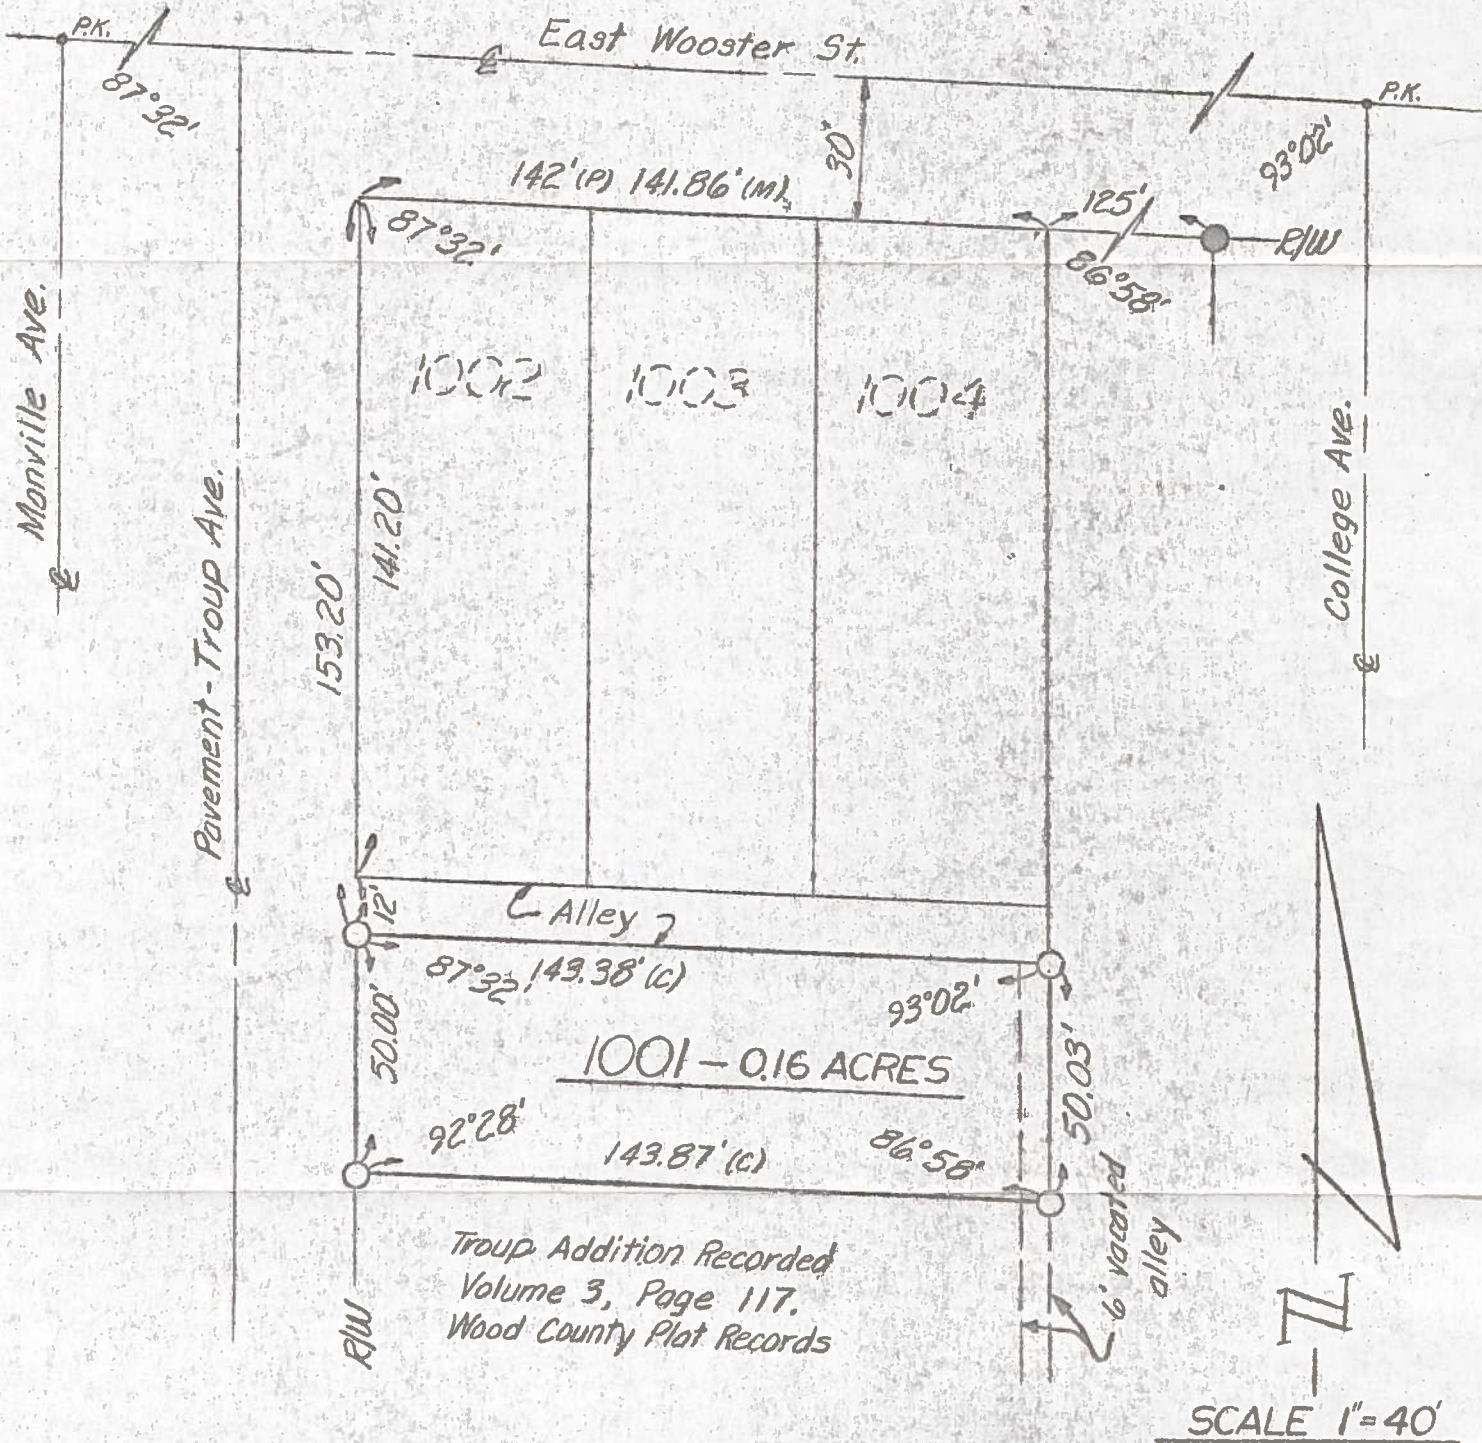 P.K.
East Wooster St.
℄
P.K.
87°32'
30'
93°02'
142' (P) 141.86' (M)
125'
87°32'
R/W
86°58'
Manville Ave.
℄
1002
1003
1004
141.20'
153.20'
Pavement - Troup Ave.
℄
College Ave.
℄
12'
Alley
87°32'
143.38' (C)
93°02'
50.00'
1001 - 0.16 ACRES
50.03'
92°28'
143.87' (C)
86°58'
6' vacated
alley
Troup Addition Recorded
Volume 3, Page 117.
Wood County Plat Records
R/W
N
SCALE 1"=40'